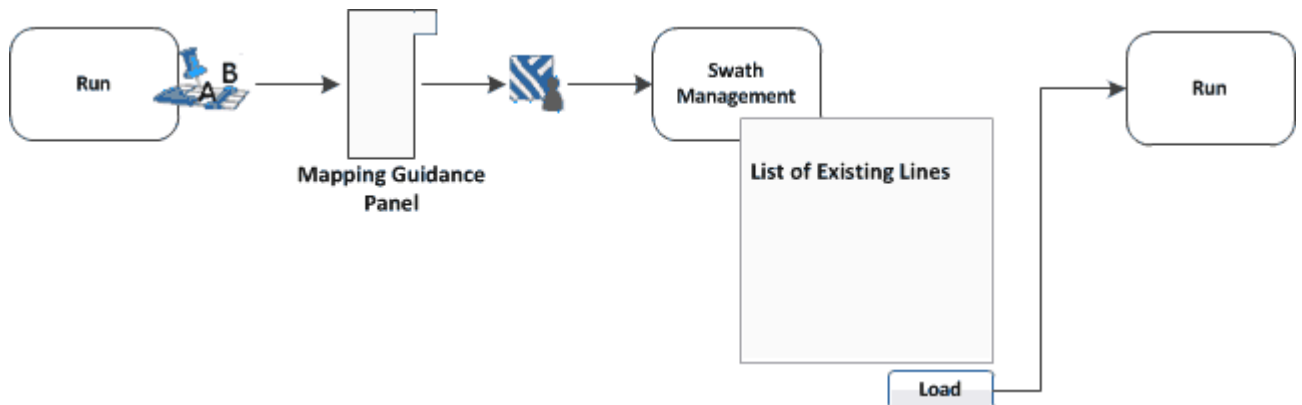 Run
A
B
Mapping Guidance
Panel
Swath
Management
List of Existing Lines
Load
Run